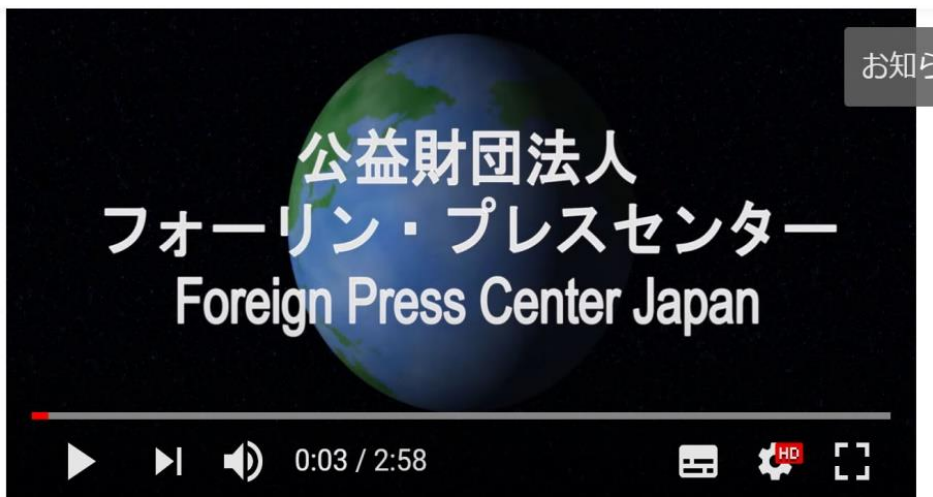 お知ら
公益財団法人
フォーリン・プレスセンター
Foreign Press Center Japan
0:03 / 2:58
HD